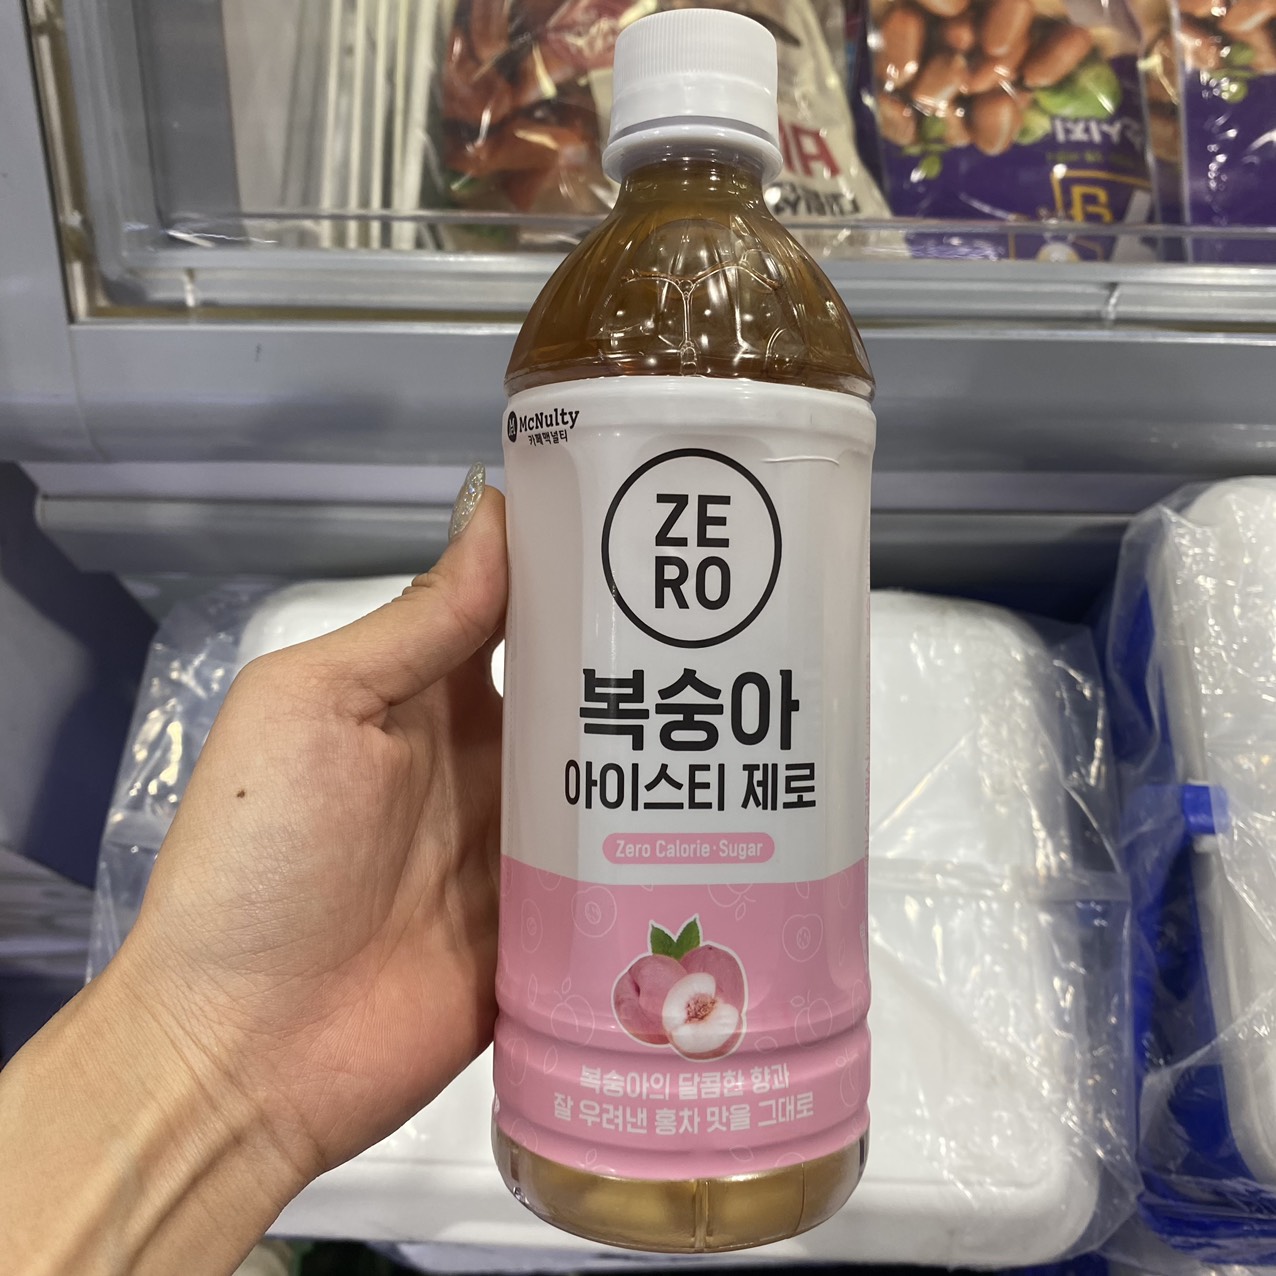 McNulty
카페맥널티
ZE
RO
복숭아
아이스티 제로
Zero Calorie·Sugar
복숭아의 달콤한 향과
잘 우려낸 홍차 맛을 그대로